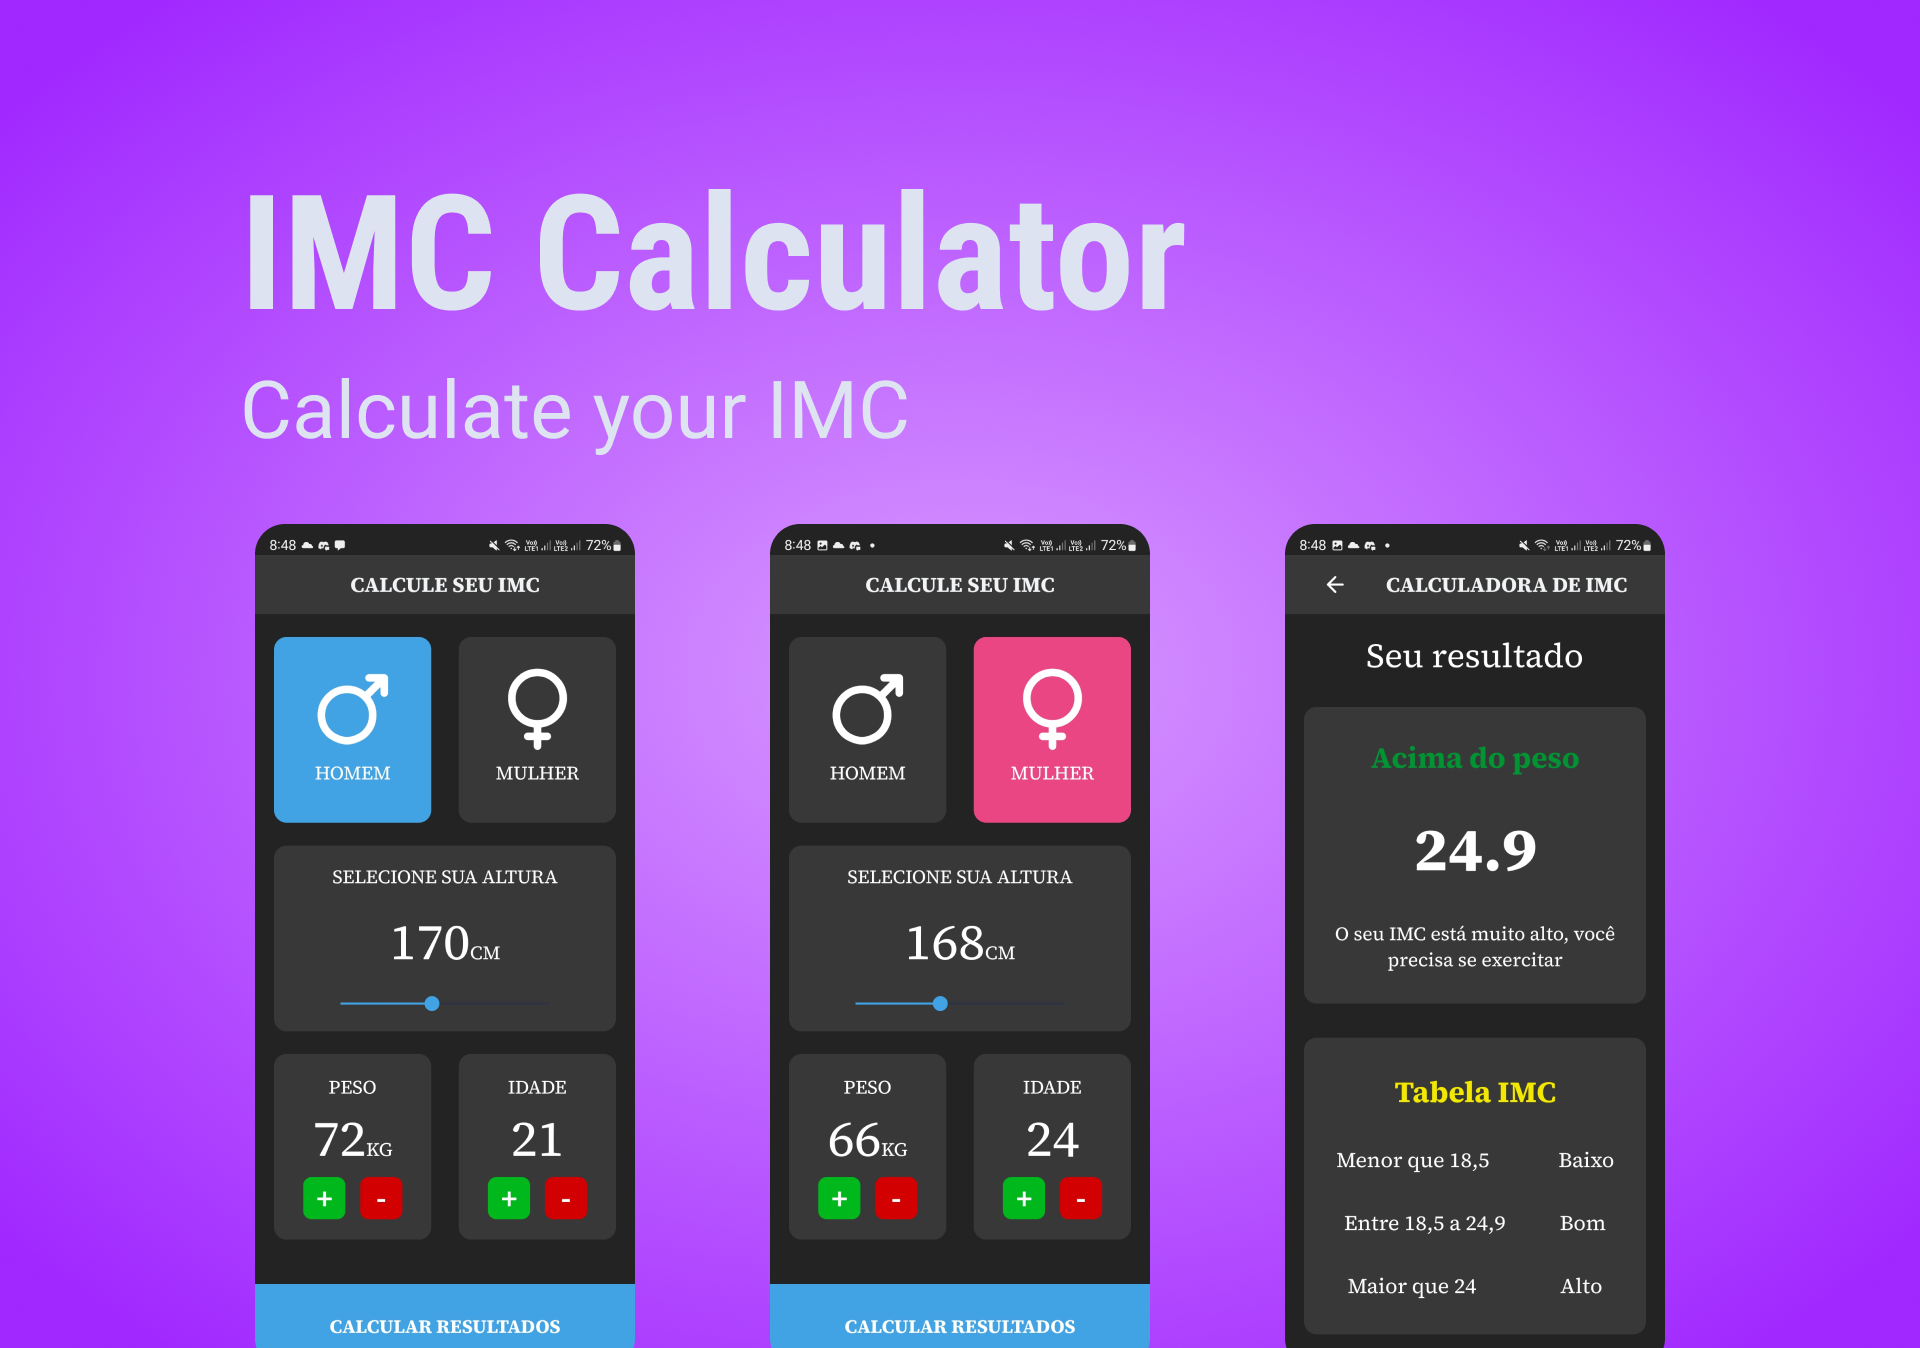 IMC Calculator
Calculate your IMC
8:48
72%
CALCULE SEU IMC
HOMEM
MULHER
SELECIONE SUA ALTURA
170CM
PESO
IDADE
72KG
21
+ -
+ -
CALCULAR RESULTADOS
8:48
72%
CALCULE SEU IMC
HOMEM
MULHER
SELECIONE SUA ALTURA
168CM
PESO
IDADE
66KG
24
+ -
+ -
CALCULAR RESULTADOS
8:48
72%
CALCULADORA DE IMC
Seu resultado
Acima do peso
24.9
O seu IMC está muito alto, você
precisa se exercitar
Tabela IMC
Menor que 18,5 Baixo
Entre 18,5 a 24,9 Bom
Maior que 24 Alto